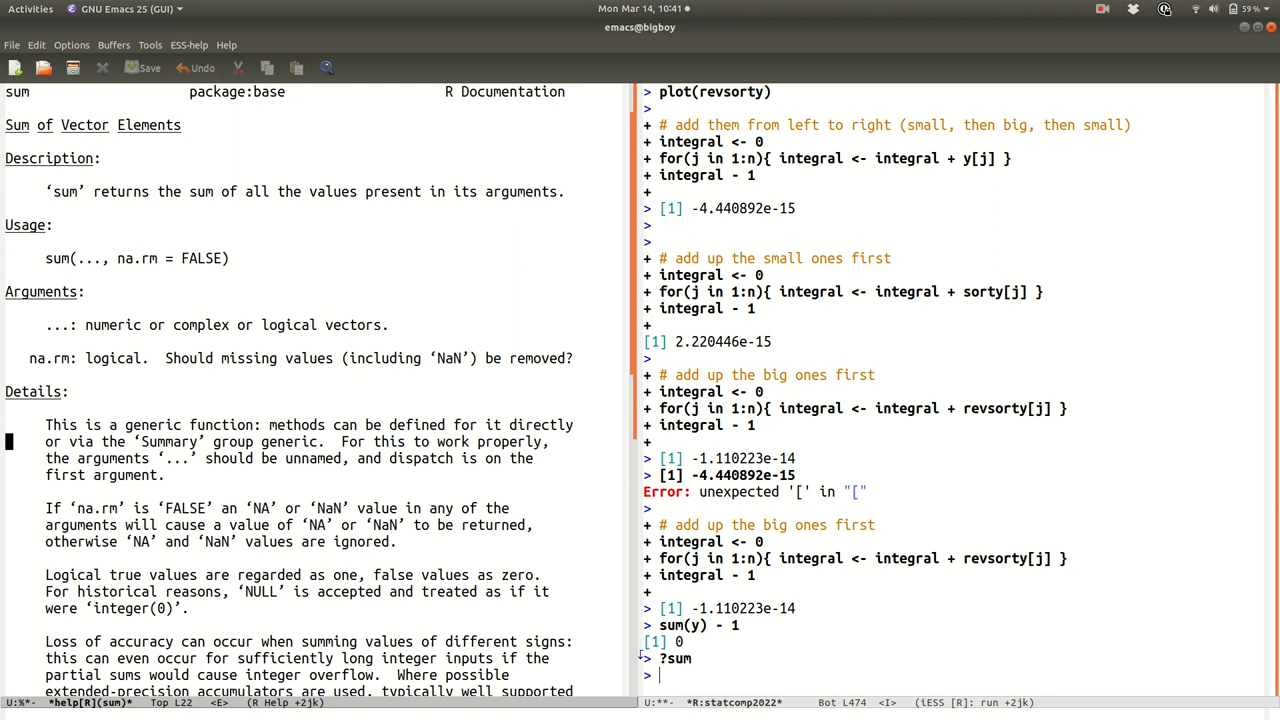 Activities GNU Emacs 25 (GUI) Mon Mar 14, 10:41 59 %
emacs@bigboy
File Edit Options Buffers Tools ESS-help Help
Save Undo
sum package:base R Documentation
Sum of Vector Elements
Description:
‘sum’ returns the sum of all the values present in its arguments.
Usage:
sum(..., na.rm = FALSE)
Arguments:
...: numeric or complex or logical vectors.
na.rm: logical. Should missing values (including ‘NaN’) be removed?
Details:
This is a generic function: methods can be defined for it directly
or via the ‘Summary’ group generic. For this to work properly,
the arguments ‘...’ should be unnamed, and dispatch is on the
first argument.
If ‘na.rm’ is ‘FALSE’ an ‘NA’ or ‘NaN’ value in any of the
arguments will cause a value of ‘NA’ or ‘NaN’ to be returned,
otherwise ‘NA’ and ‘NaN’ values are ignored.
Logical true values are regarded as one, false values as zero.
For historical reasons, ‘NULL’ is accepted and treated as if it
were ‘integer(0)’.
Loss of accuracy can occur when summing values of different signs:
this can even occur for sufficiently long integer inputs if the
partial sums would cause integer overflow. Where possible
extended-precision accumulators are used, typically well supported
U:%*- *help[R](sum)* Top L22 <E> (R Help +2jk)
> plot(revsorty)
>
+ # add them from left to right (small, then big, then small)
+ integral <- 0
+ for(j in 1:n){ integral <- integral + y[j] }
+ integral - 1
+
> [1] -4.440892e-15
>
>
+ # add up the small ones first
+ integral <- 0
+ for(j in 1:n){ integral <- integral + sorty[j] }
+ integral - 1
+
[1] 2.220446e-15
>
+ # add up the big ones first
+ integral <- 0
+ for(j in 1:n){ integral <- integral + revsorty[j] }
+ integral - 1
+
> [1] -1.110223e-14
> [1] -4.440892e-15
Error: unexpected '[' in "["
>
+ # add up the big ones first
+ integral <- 0
+ for(j in 1:n){ integral <- integral + revsorty[j] }
+ integral - 1
+
> [1] -1.110223e-14
> sum(y) - 1
[1] 0
> ?sum
>
U:**- *R:statcomp2022* Bot L474 <I> (iESS [R]: run +2jk)